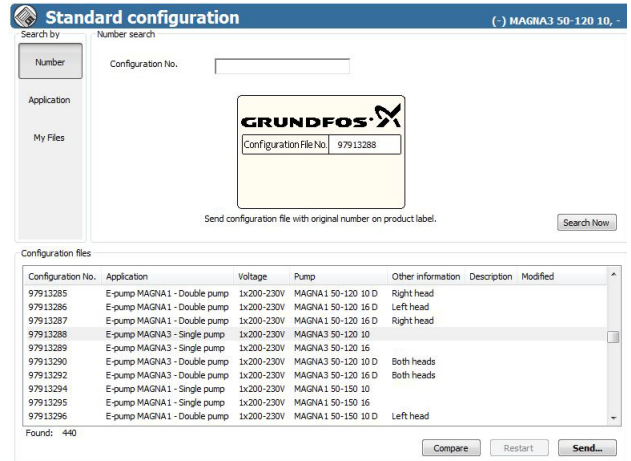 Standard configuration
(-) MAGNA3 50-120 10, -
Search by
Number search
Number
Configuration No.
Application
My Files
GRUNDFOS
Configuration File No. 97913288
Send configuration file with original number on product label.
Search Now
Configuration files
Configuration No. Application Voltage Pump Other information Description Modified
97913285 E-pump MAGNA1 - Double pump 1x200-230V MAGNA1 50-120 10 D Right head
97913286 E-pump MAGNA1 - Double pump 1x200-230V MAGNA1 50-120 16 D Left head
97913287 E-pump MAGNA1 - Double pump 1x200-230V MAGNA1 50-120 16 D Right head
97913288 E-pump MAGNA3 - Single pump 1x200-230V MAGNA3 50-120 10
97913289 E-pump MAGNA3 - Single pump 1x200-230V MAGNA3 50-120 16
97913290 E-pump MAGNA3 - Double pump 1x200-230V MAGNA3 50-120 10 D Both heads
97913292 E-pump MAGNA3 - Double pump 1x200-230V MAGNA3 50-120 16 D Both heads
97913294 E-pump MAGNA1 - Single pump 1x200-230V MAGNA1 50-150 10
97913295 E-pump MAGNA1 - Single pump 1x200-230V MAGNA1 50-150 16
97913296 E-pump MAGNA1 - Double pump 1x200-230V MAGNA1 50-150 10 D Left head
Found: 440
Compare Restart Send...